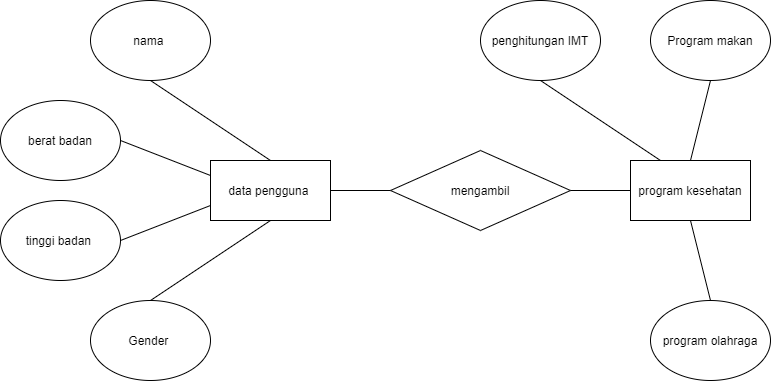 nama
penghitungan IMT
Program makan
berat badan
data pengguna
mengambil
program kesehatan
tinggi badan
Gender
program olahraga